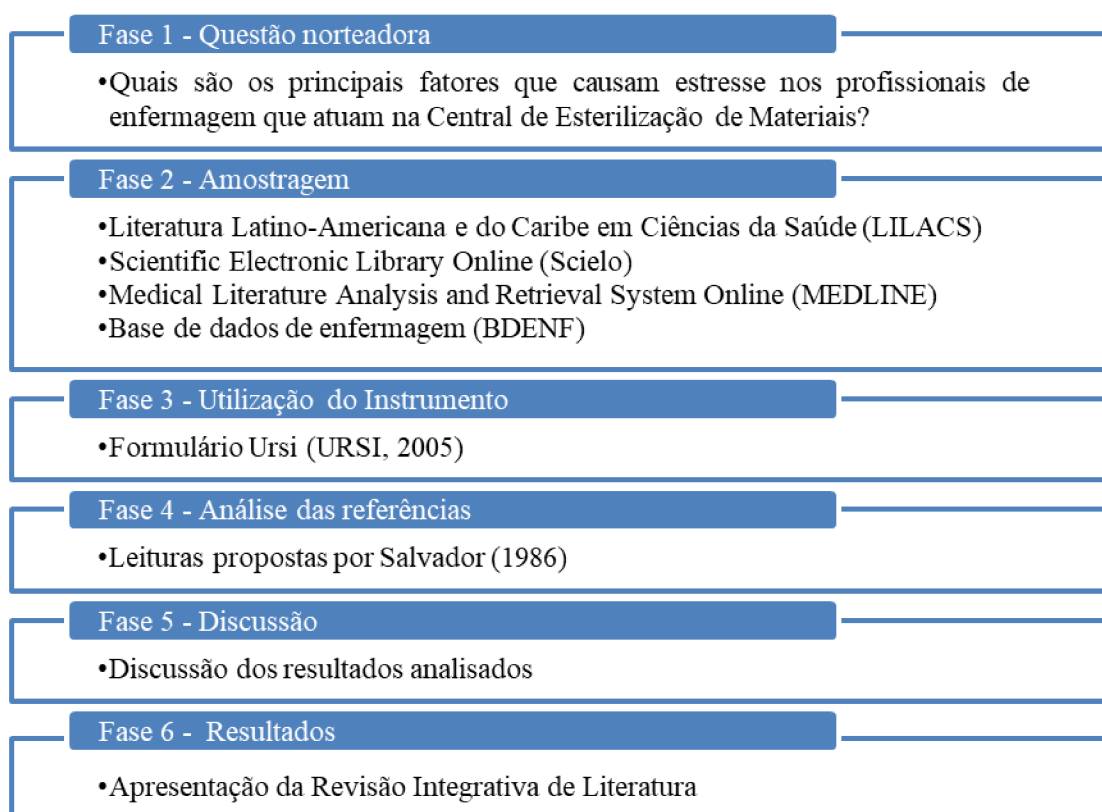 Fase 1 - Questão norteadora
•Quais são os principais fatores que causam estresse nos profissionais de
enfermagem que atuam na Central de Esterilização de Materiais?
Fase 2 - Amostragem
•Literatura Latino-Americana e do Caribe em Ciências da Saúde (LILACS)
•Scientific Electronic Library Online (Scielo)
•Medical Literature Analysis and Retrieval System Online (MEDLINE)
•Base de dados de enfermagem (BDENF)
Fase 3 - Utilização do Instrumento
•Formulário Ursi (URSI, 2005)
Fase 4 - Análise das referências
•Leituras propostas por Salvador (1986)
Fase 5 - Discussão
•Discussão dos resultados analisados
Fase 6 - Resultados
•Apresentação da Revisão Integrativa de Literatura